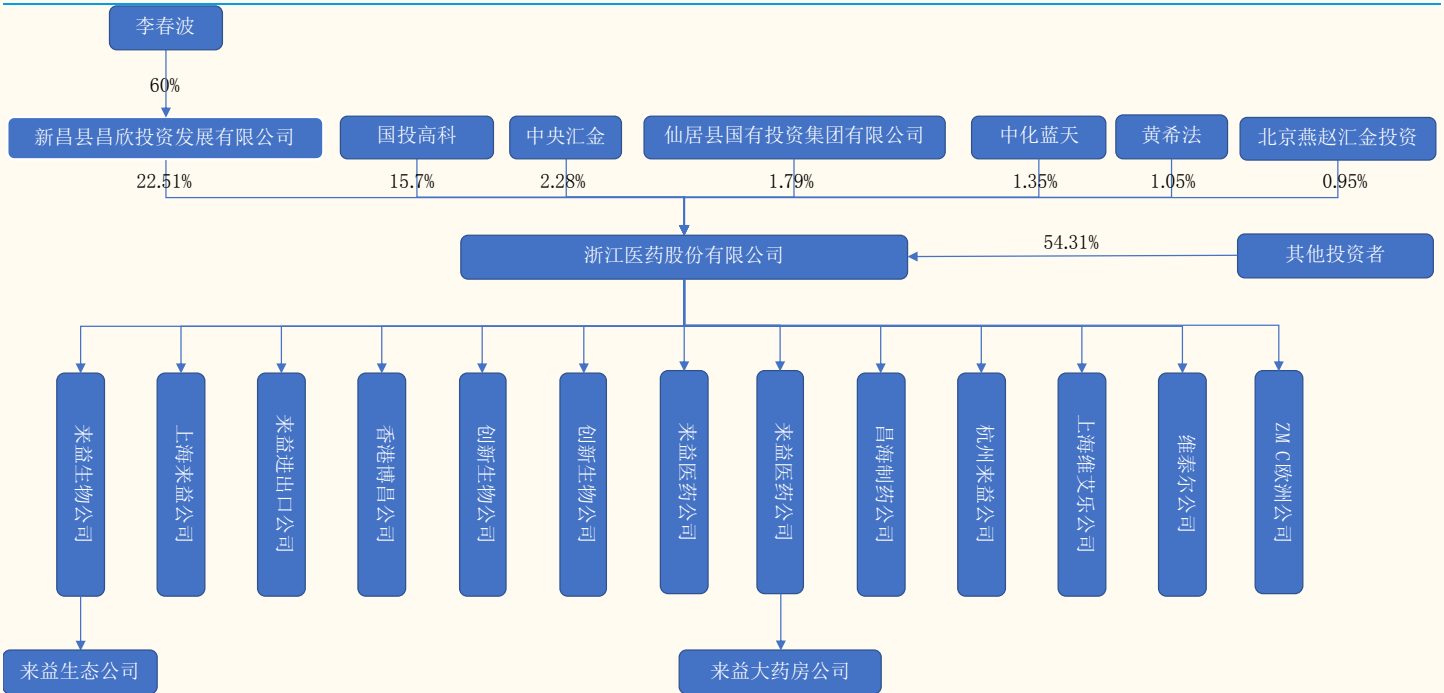 李春波
60%
新昌县昌欣投资发展有限公司
国投高科
中央汇金
仙居县国有投资集团有限公司
中化蓝天
黄希法
北京燕赵汇金投资
22.51%
15.7%
2.28%
1.79%
1.35%
1.05%
0.95%
浙江医药股份有限公司
54.31%
其他投资者
来益生物公司
上海来益公司
来益进出口公司
香港博昌公司
创新生物公司
创新生物公司
来益医药公司
来益医药公司
昌海制药公司
杭州来益公司
上海维艾乐公司
维泰尔公司
ZMC欧洲公司
来益生态公司
来益大药房公司